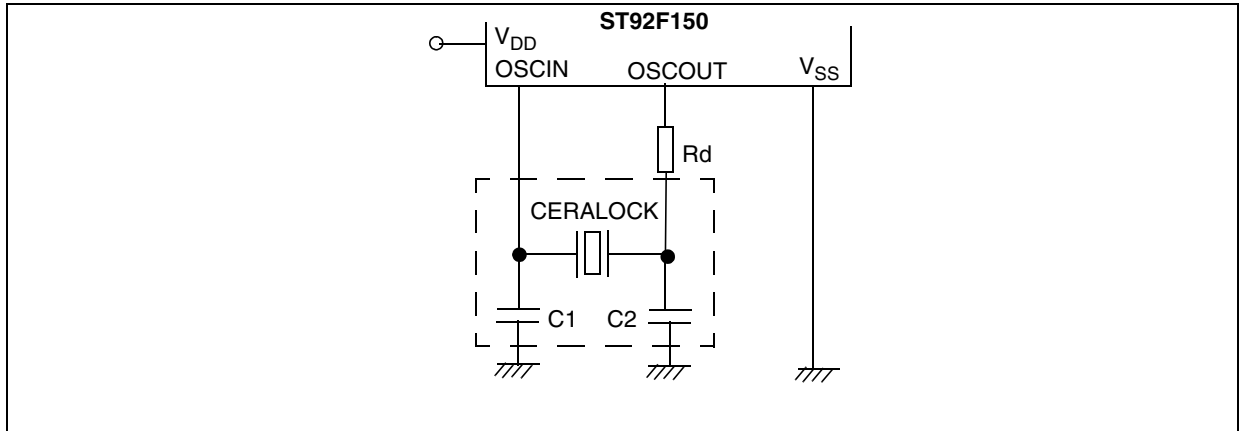 ST92F150
VDD
OSCIN
OSCOUT
VSS
Rd
CERALOCK
C1
C2